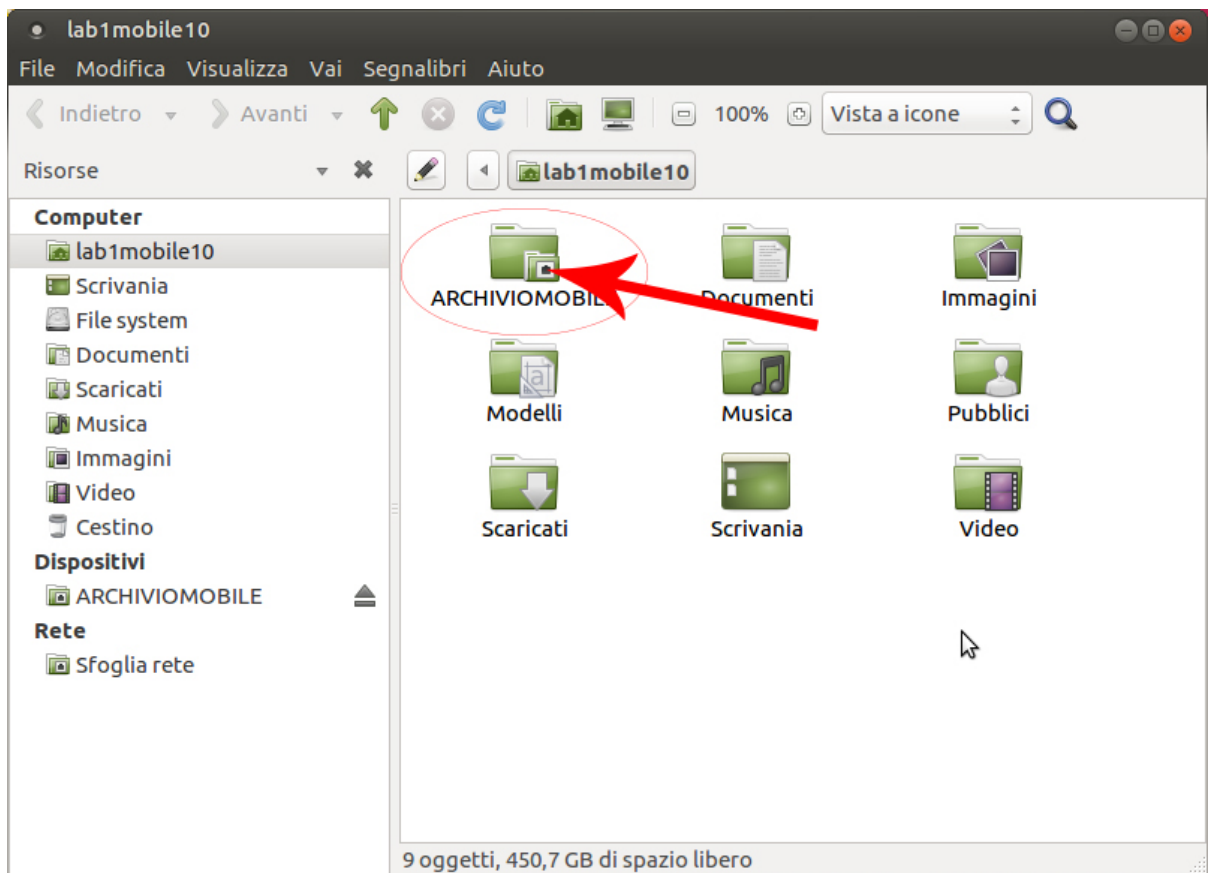 lab1mobile10
File Modifica Visualizza Vai Segnalibri Aiuto
Indietro Avanti 100% Vista a icone
Risorse lab1mobile10
Computer
lab1mobile10
Scrivania
File system
Documenti
Scaricati
Musica
Immagini
Video
Cestino
Dispositivi
ARCHIVIOMOBILE
Rete
Sfoglia rete
ARCHIVIOMOBILE Documenti Immagini
Modelli Musica Pubblici
Scaricati Scrivania Video
9 oggetti, 450,7 GB di spazio libero